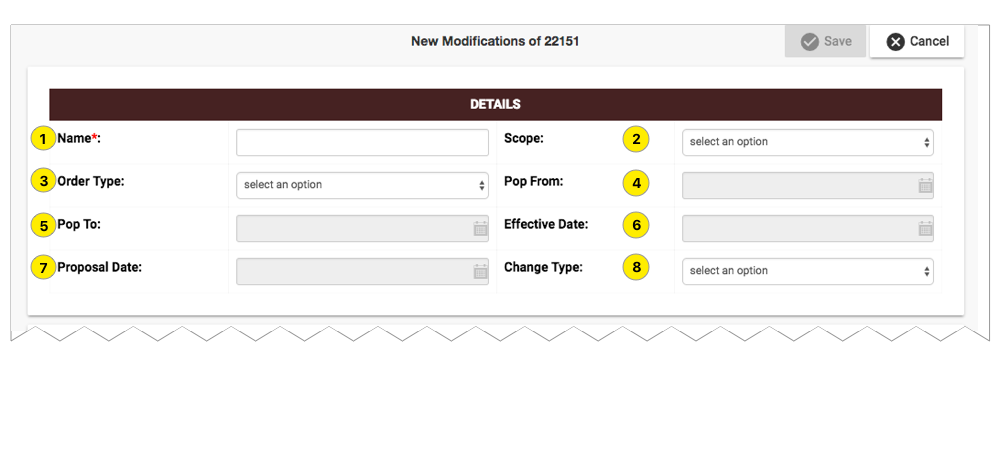 New Modifications of 22151
Save
Cancel
DETAILS
1 Name*:
Scope: 2 select an option
3 Order Type: select an option
Pop From: 4
5 Pop To:
Effective Date: 6
7 Proposal Date:
Change Type: 8 select an option